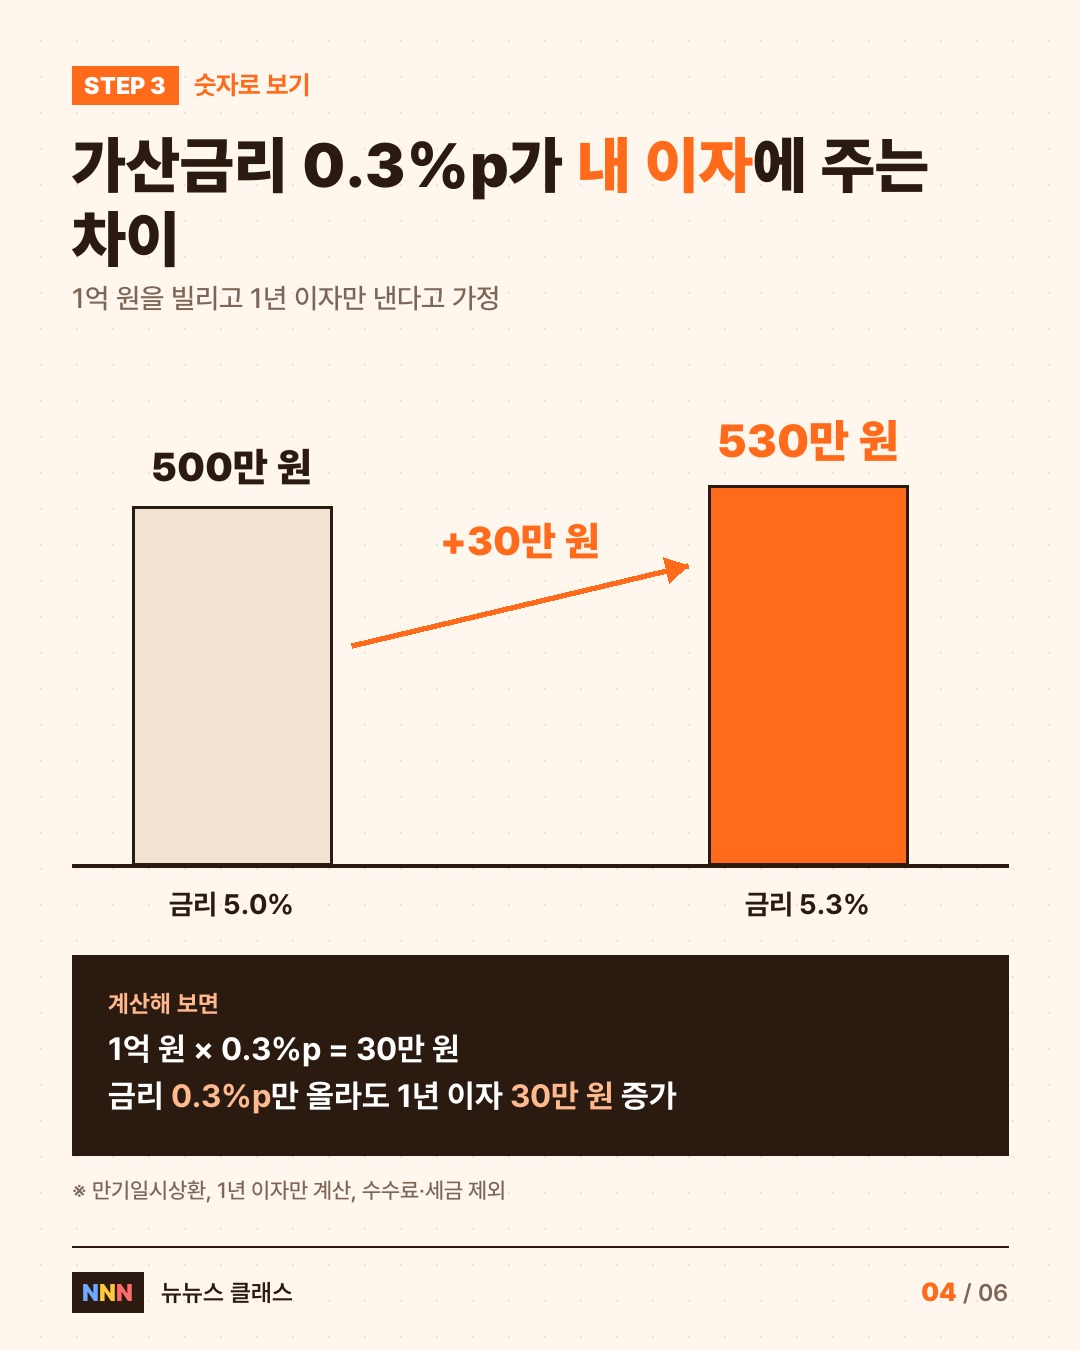 STEP 3 숫자로 보기
가산금리 0.3%p가 내 이자에 주는
차이
1억 원을 빌리고 1년 이자만 낸다고 가정
500만 원
530만 원
+30만 원
금리 5.0%
금리 5.3%
계산해 보면
1억 원 × 0.3%p = 30만 원
금리 0.3%p만 올라도 1년 이자 30만 원 증가
※ 만기일시상환, 1년 이자만 계산, 수수료·세금 제외
NNN 뉴뉴스 클래스
04 / 06